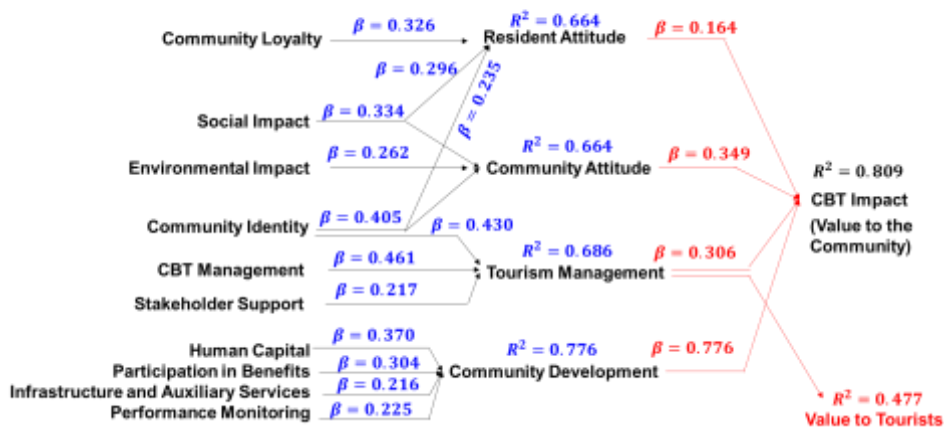 Community Loyalty
β = 0.326
R² = 0.664
Resident Attitude
β = 0.164
β = 0.296
β = 0.235
Social Impact
β = 0.334
Environmental Impact
β = 0.262
R² = 0.664
Community Attitude
β = 0.349
R² = 0.809
CBT Impact
(Value to the
Community)
Community Identity
β = 0.405
β = 0.430
CBT Management
β = 0.461
R² = 0.686
Tourism Management
β = 0.306
Stakeholder Support
β = 0.217
Human Capital
β = 0.370
Participation in Benefits
β = 0.304
Infrastructure and Auxiliary Services
β = 0.216
Performance Monitoring
β = 0.225
R² = 0.776
Community Development
β = 0.776
R² = 0.477
Value to Tourists